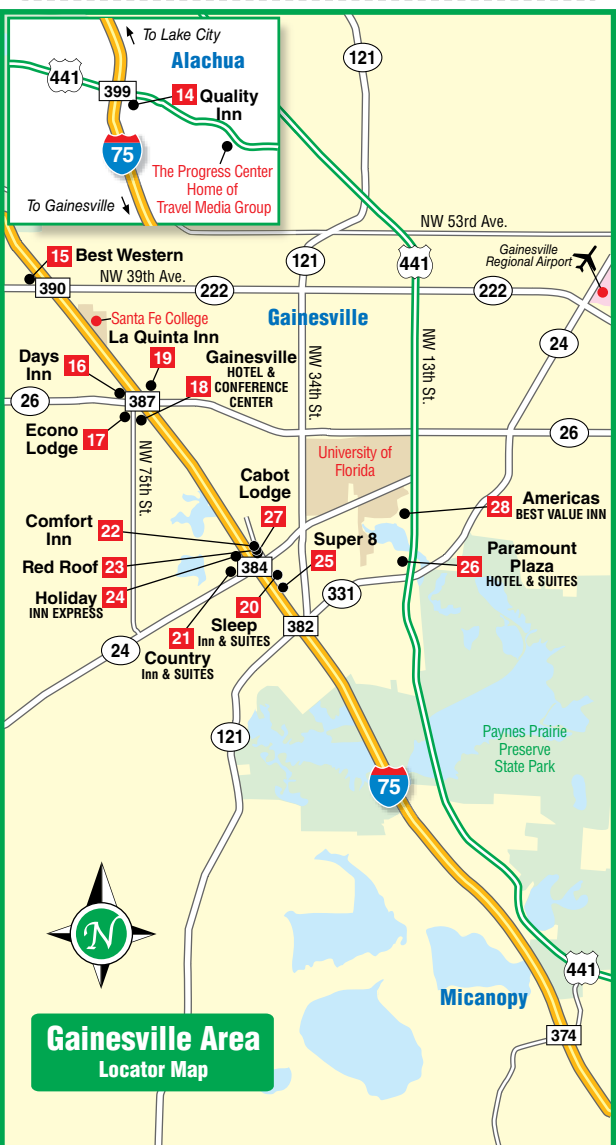 To Lake City
Alachua
441
399
14 Quality
Inn
75
The Progress Center
Home of
Travel Media Group
To Gainesville
121
NW 53rd Ave.
15 Best Western
390
NW 39th Ave.
222
121
441
222
Gainesville
Regional Airport
Santa Fe College
Gainesville
24
La Quinta Inn
19
Days
Inn
16
18
Gainesville
HOTEL &
CONFERENCE
CENTER
NW 34th St.
NW 13th St.
26
387
26
Econo
Lodge
17
NW 75th St.
University of
Florida
Cabot
Lodge
27
28
Americas
BEST VALUE INN
Comfort
Inn
22
Red Roof 23
Holiday
INN EXPRESS
24
384
Super 8
25
26
Paramount
Plaza
HOTEL & SUITES
20
Sleep
Inn & SUITES
331
382
21
Country
Inn & SUITES
24
121
75
Paynes Prairie
Preserve
State Park
N
441
Micanopy
374
Gainesville Area
Locator Map